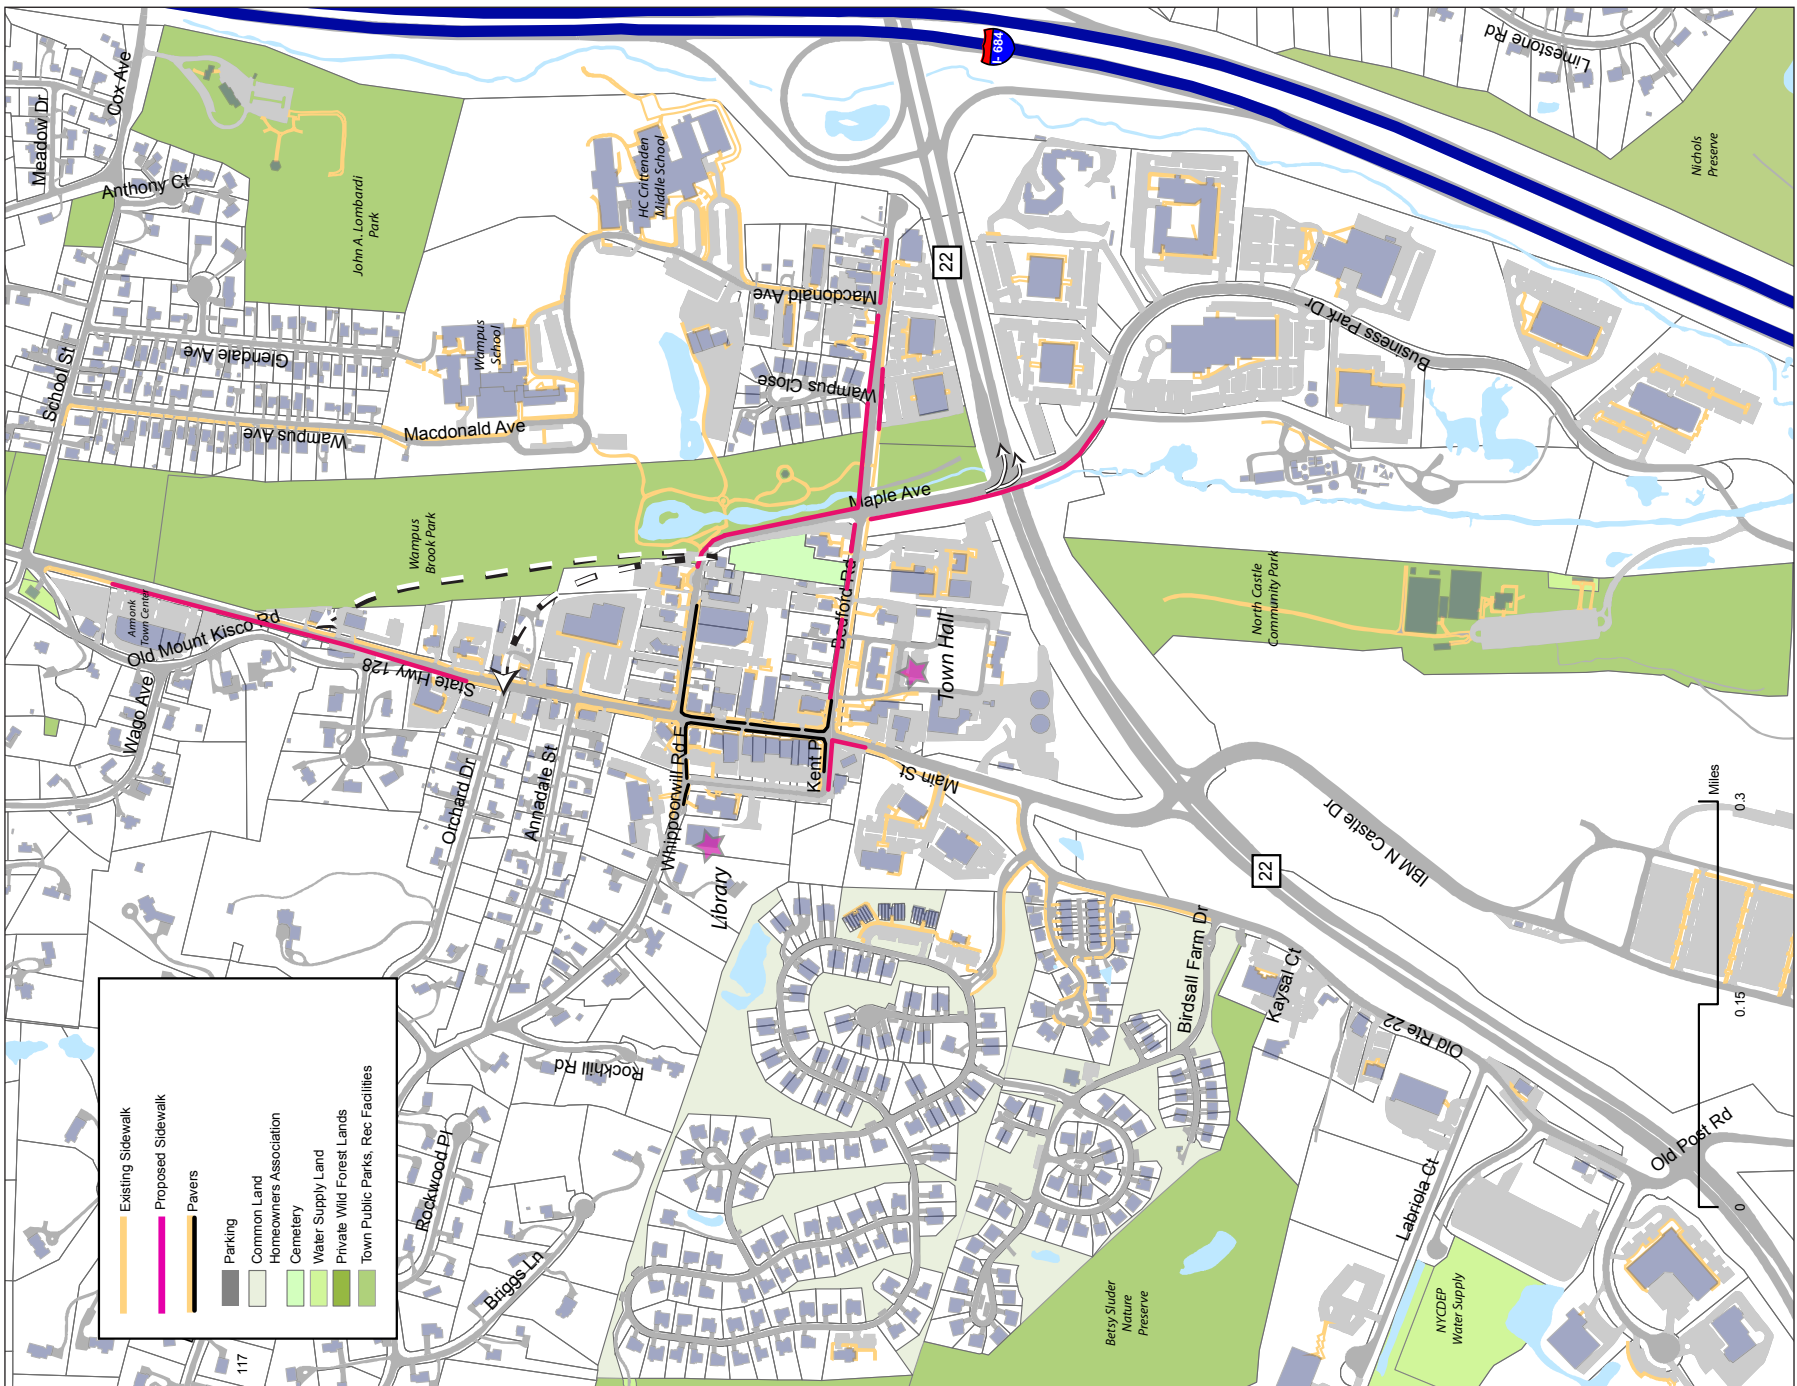 Limestone Rd
I- 684
Cox Ave
Meadow Dr
Anthony Ct
John A. Lombardi
Park
HC Crittenden
Middle School
Nichols
Preserve
22
Macdonald Ave
School St
Glendale Ave
Wampus
School
Wampus Close
Business Park Dr
Wampus Ave
Macdonald Ave
Maple Ave
Wampus
Brook Park
Bedford Rd
North Castle
Community Park
Armonk
Town Center
Old Mount Kisco Rd
State Hwy 128
Town Hall
Wago Ave
Orchard Dr
Annadale St
Whippoorwill Rd E
Kent Pl
Main St
Library
22
IBM N Castle Dr
Birdsall Farm Dr
Kaysal Ct
Old Rte 22
Rockhill Rd
Rockwood Pl
Briggs Ln
117
Old Post Rd
Labriola Ct
Betsy Sluder
Nature
Preserve
NYCDEP
Water Supply
Existing Sidewalk
Proposed Sidewalk
Pavers
Parking
Common Land
Homeowners Association
Cemetery
Water Supply Land
Private Wild Forest Lands
Town Public Parks, Rec Facilities
0
0.15
0.3
Miles